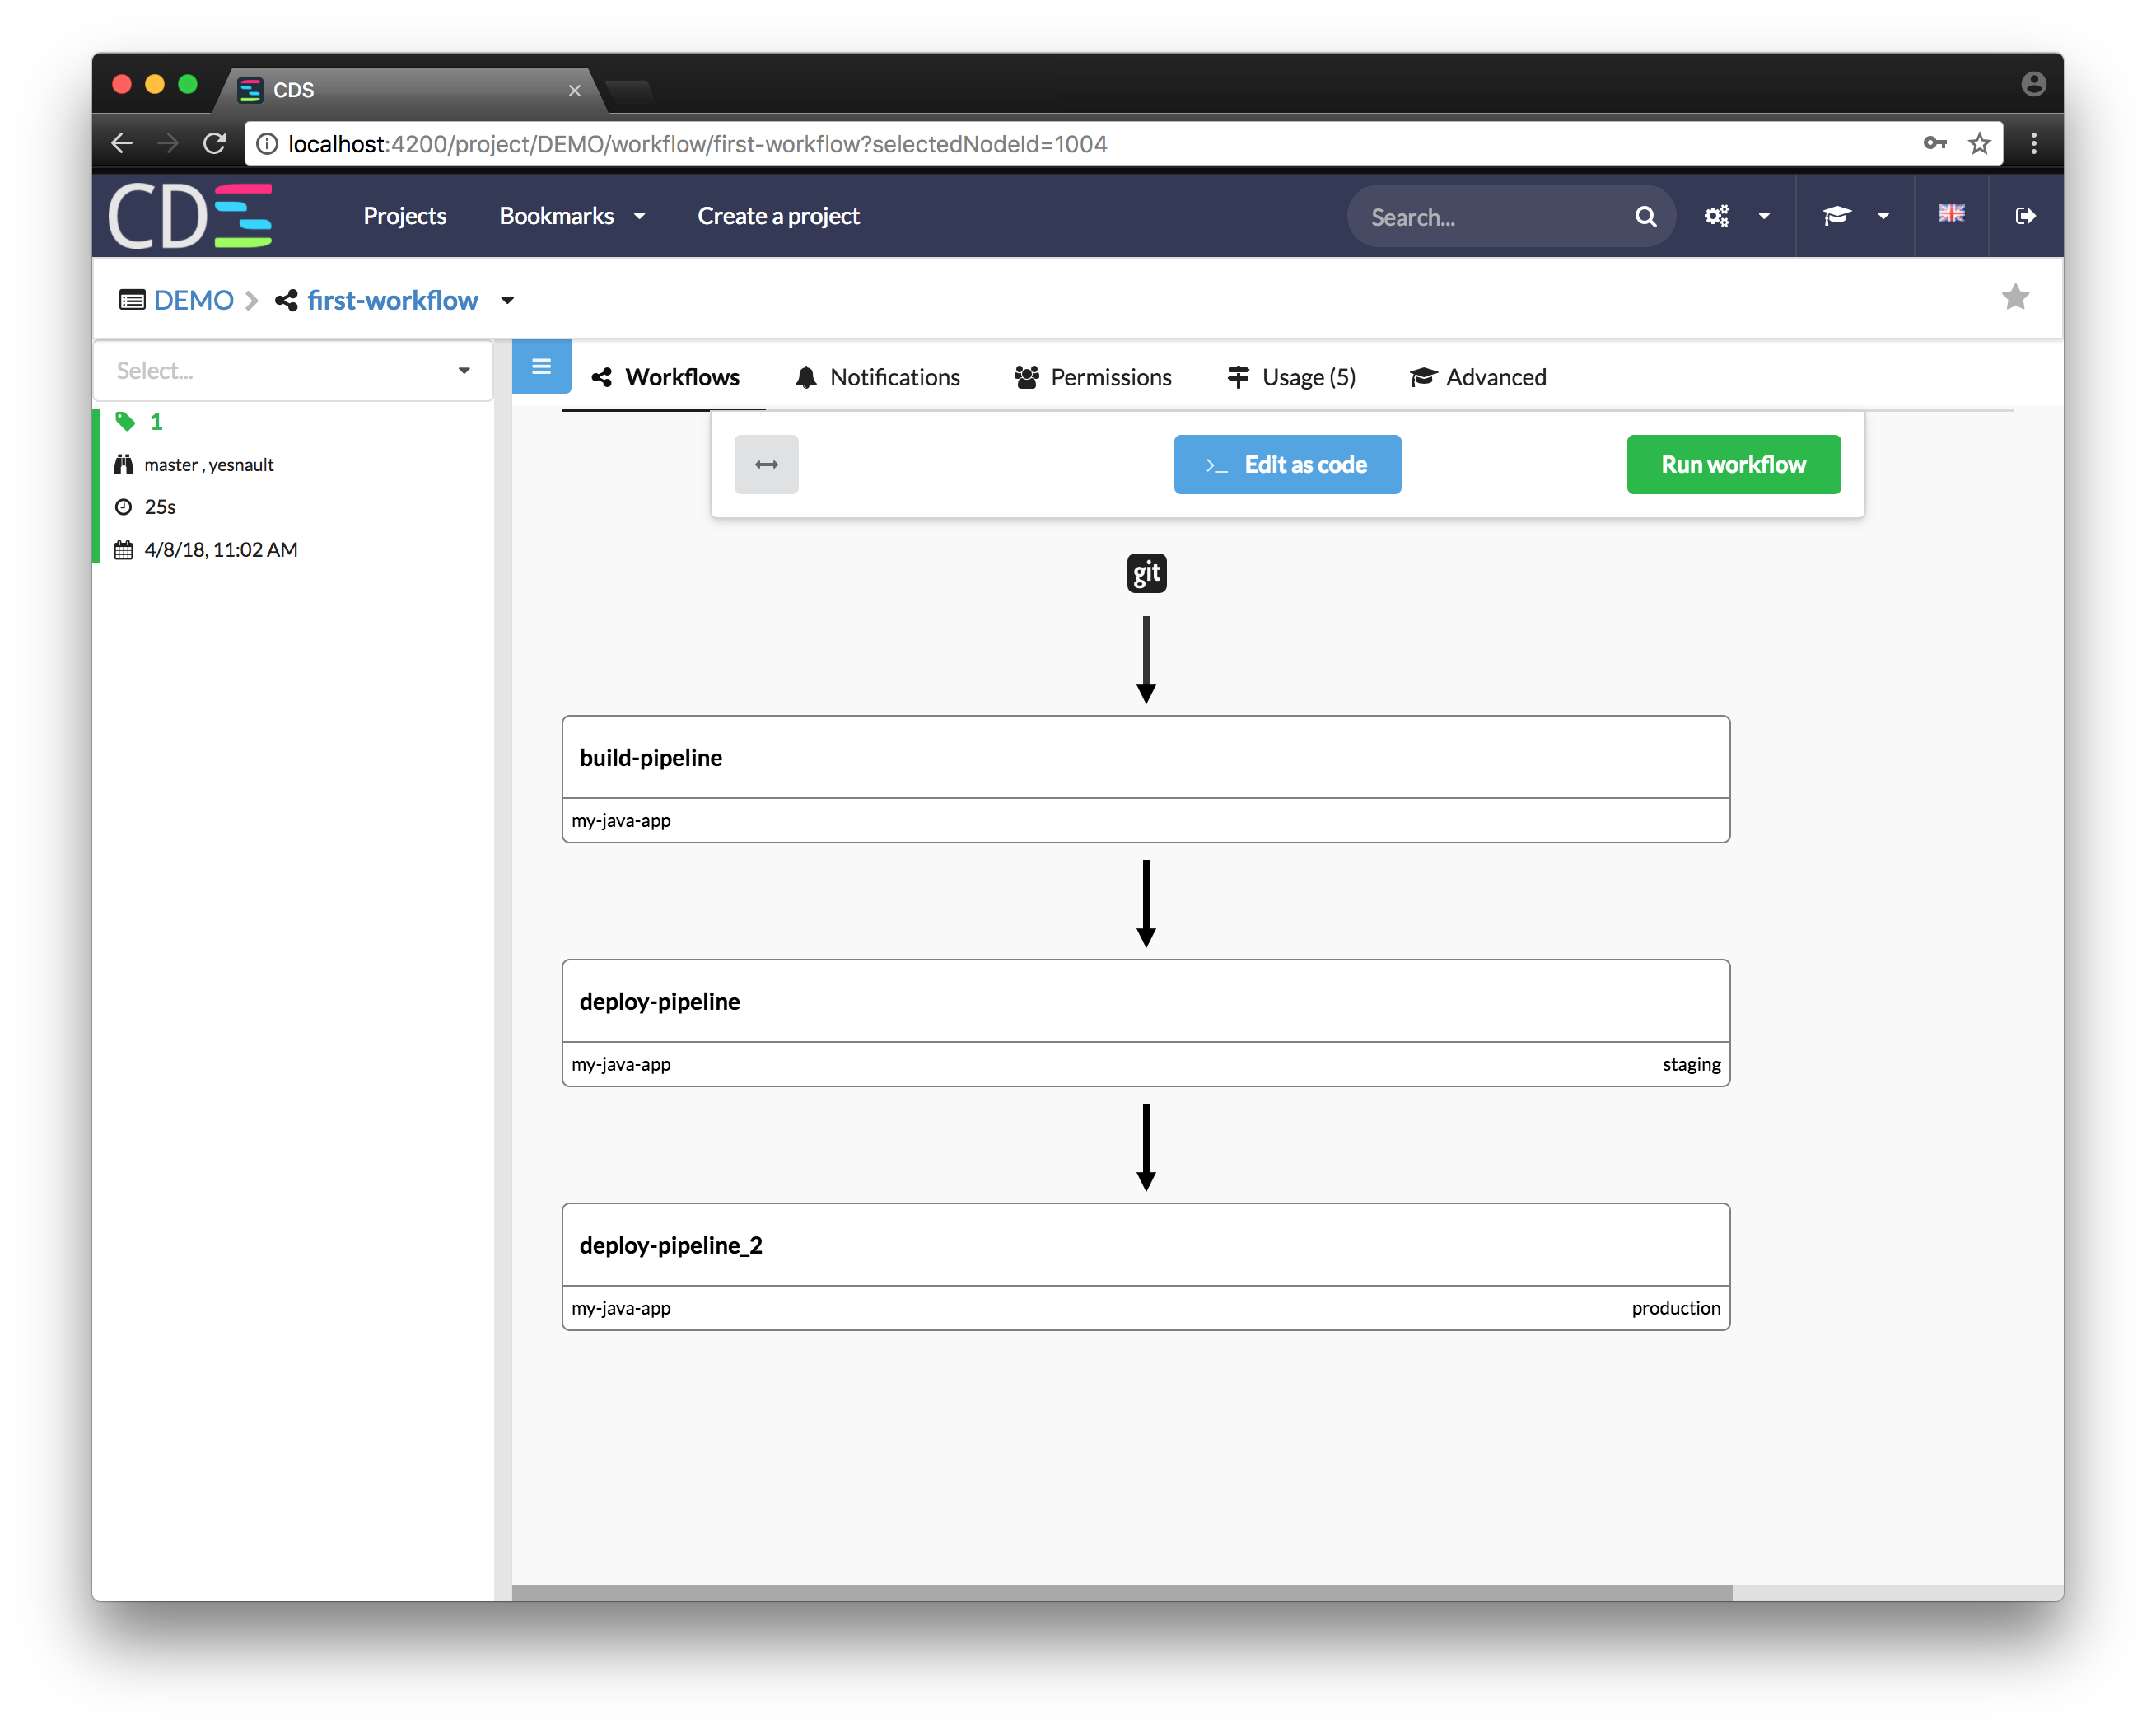 CDS
localhost:4200/project/DEMO/workflow/first-workflow?selectedNodeId=1004
CDS
Projects Bookmarks Create a project Search...
DEMO first-workflow
Select...
Workflows Notifications Permissions Usage (5) Advanced
1
master , yesnault
25s
4/8/18, 11:02 AM
>_ Edit as code
Run workflow
git
build-pipeline
my-java-app
deploy-pipeline
my-java-app staging
deploy-pipeline_2
my-java-app production